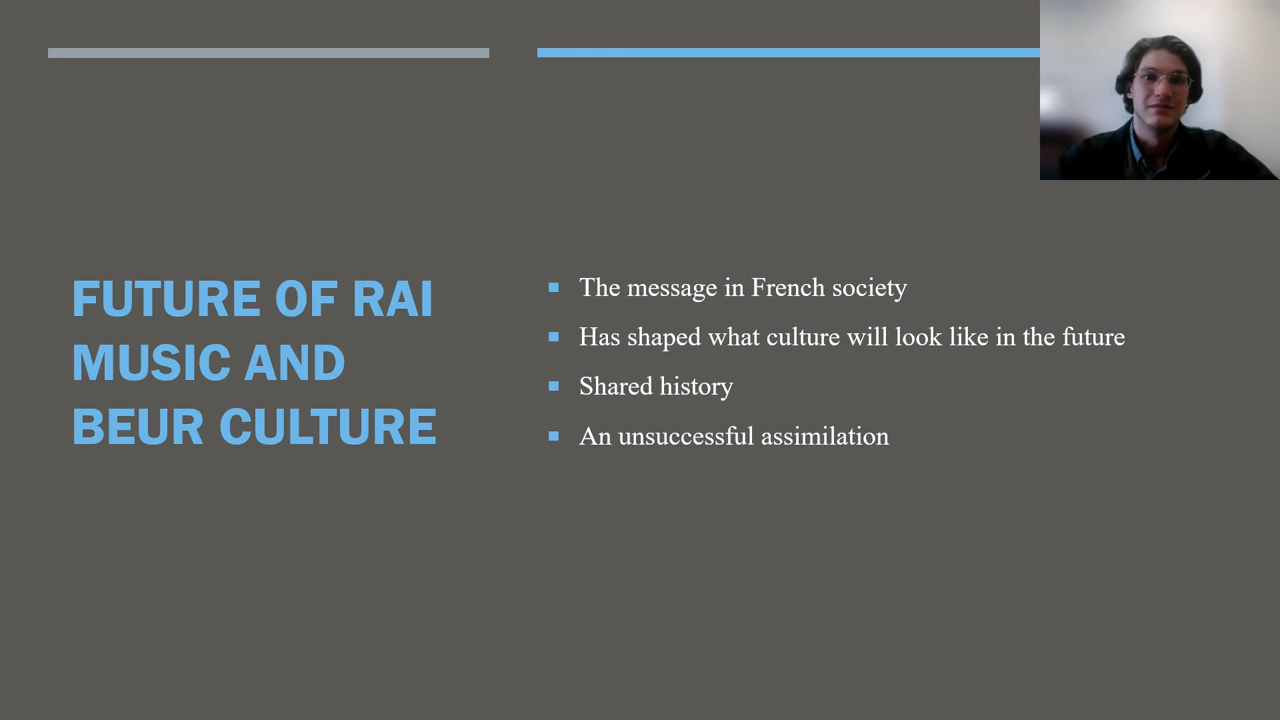 FUTURE OF RAI
MUSIC AND
BEUR CULTURE
The message in French society
Has shaped what culture will look like in the future
Shared history
An unsuccessful assimilation